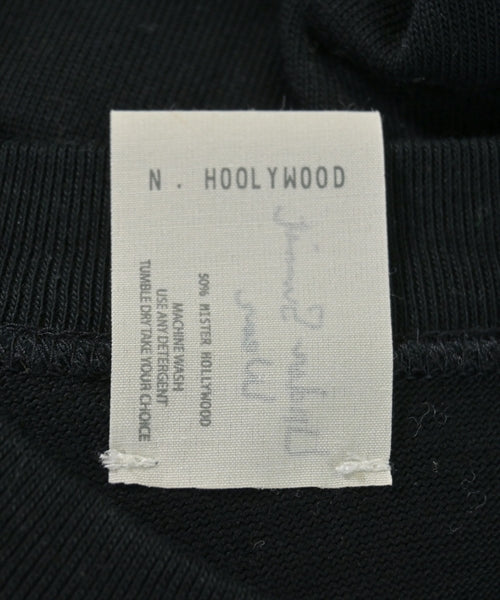 N. HOOLYWOOD
50% MISTER HOLLYWOOD
MACHINE WASH
USE ANY DETERGENT
TUMBLE DRY TAKE YOUR CHOICE